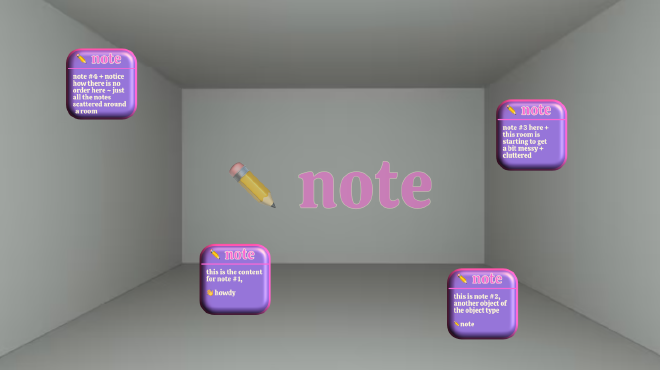 ✏️ note
note #4 + notice
how there is no
order here – just
all the notes
scattered around
a room
✏️ note
note #3 here +
this room is
starting to get
a bit messy +
cluttered
✏️ note
✏️ note
this is the content
for note #1,
👋 howdy
✏️ note
this is note #2,
another object of
the object type
✏️note